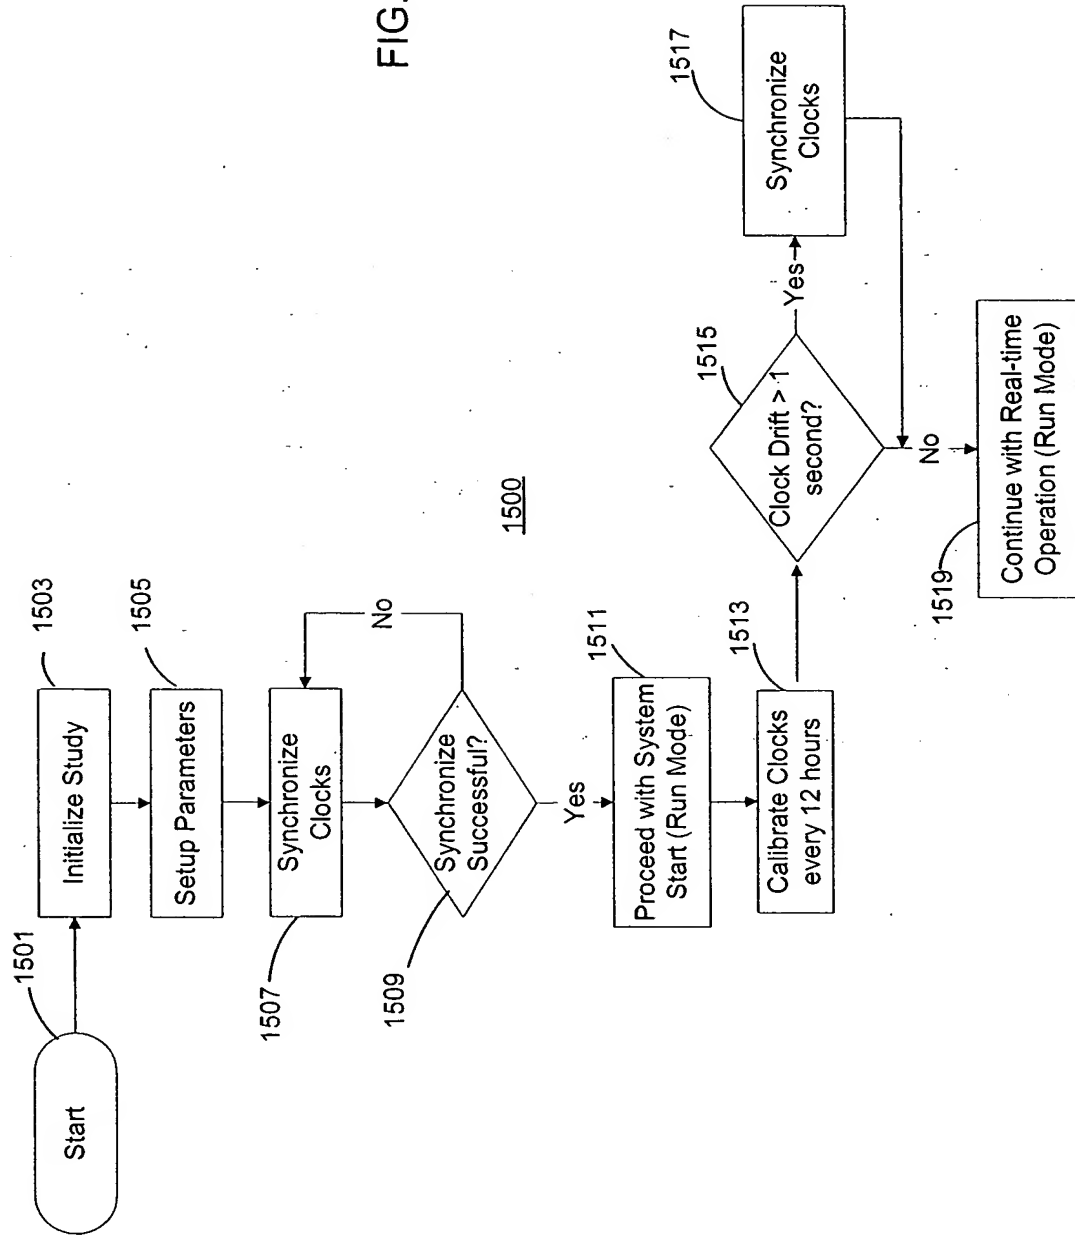 FIG.
1501
Start
1503
Initialize Study
1505
Setup Parameters
1507
Synchronize
Clocks
1509
Synchronize
Successful?
No
Yes
1500
1511
Proceed with System
Start (Run Mode)
1513
Calibrate Clocks
every 12 hours
1515
Clock Drift > 1
second?
Yes
1517
Synchronize
Clocks
No
1519
Continue with Real-time
Operation (Run Mode)